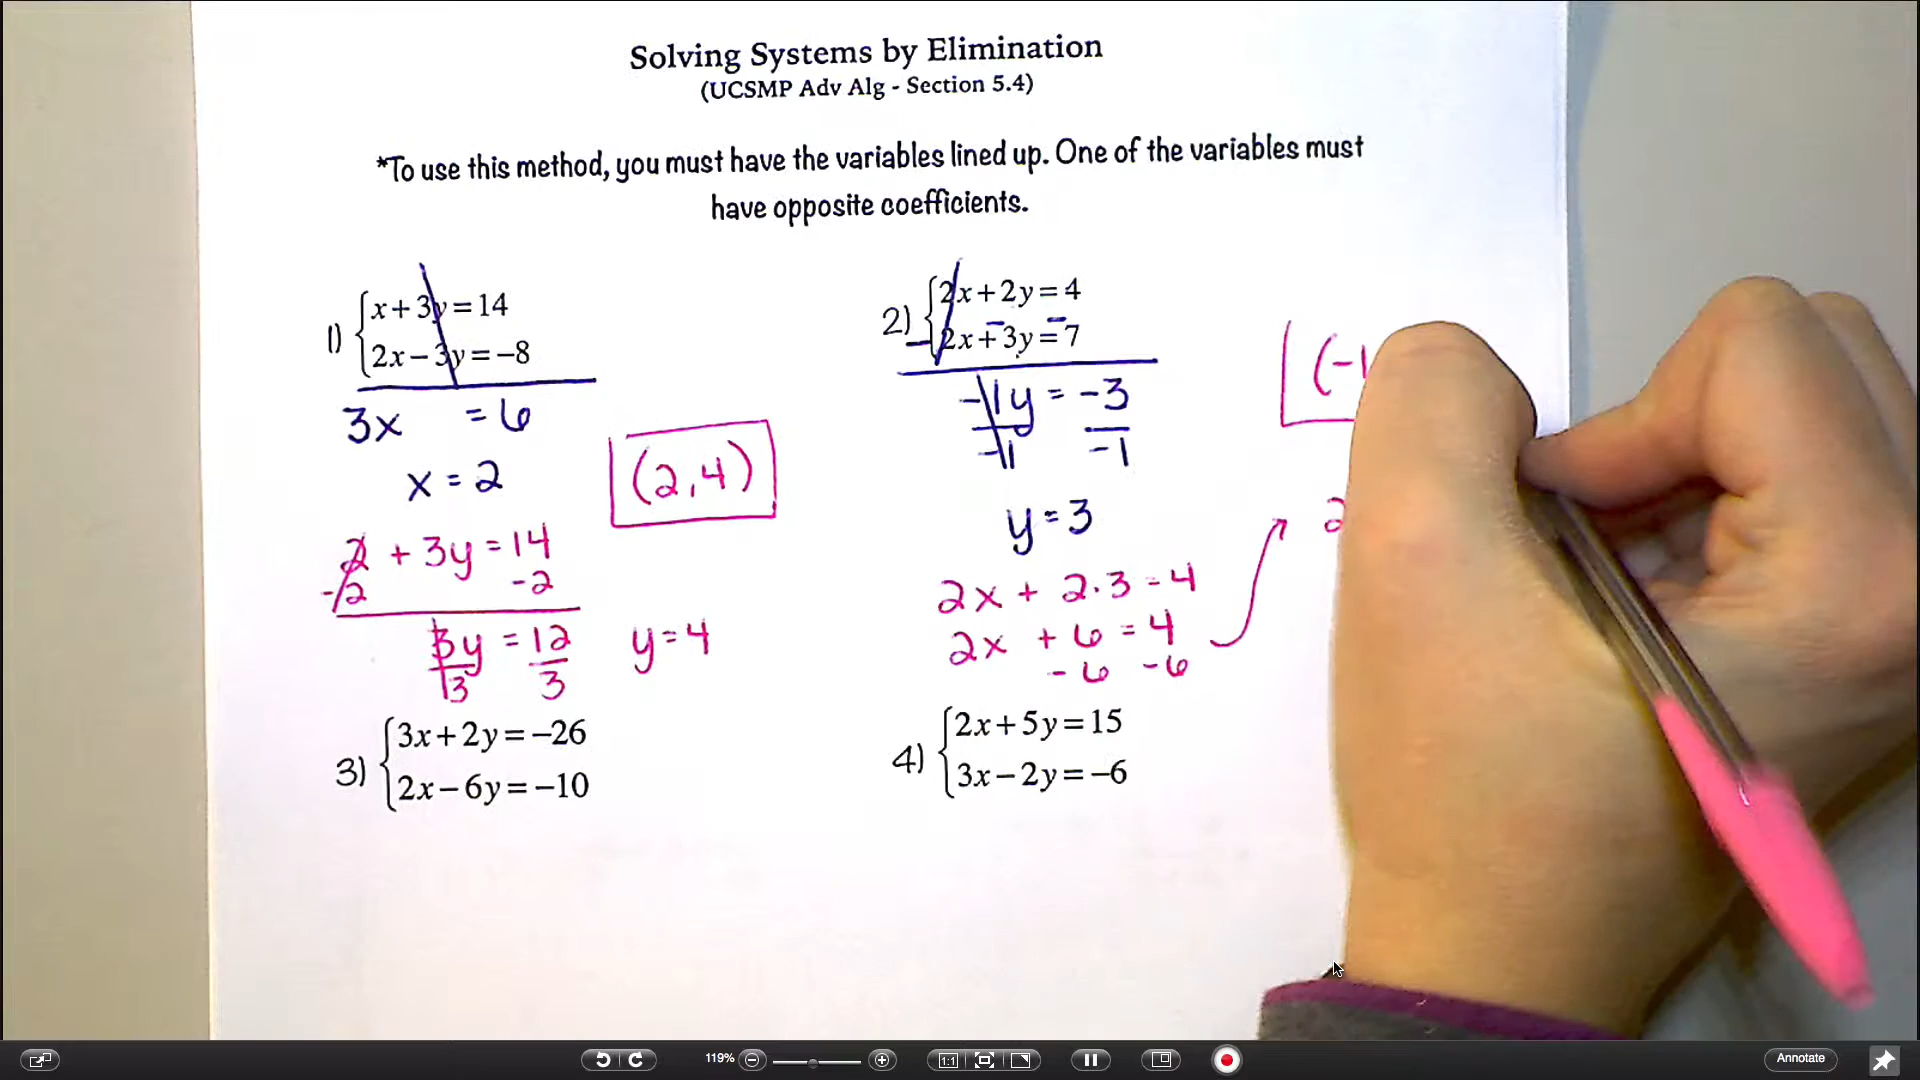 Solving Systems by Elimination
(UCSMP Adv Alg - Section 5.4)
*To use this method, you must have the variables lined up. One of the variables must
have opposite coefficients.
1) x + 3y = 14
2x – 3y = –8
3x = 6
x = 2
(2,4)
2 + 3y = 14
-2 -2
3y = 12
3 3
y = 4
2) 2x + 2y = 4
2x + 3y = 7
-1y = -3
-1 -1
y = 3
2x + 2·3 = 4
2x + 6 = 4
-6 -6
(-1
2
3) 3x + 2y = –26
2x – 6y = –10
4) 2x + 5y = 15
3x – 2y = –6
119%
1:1
Annotate